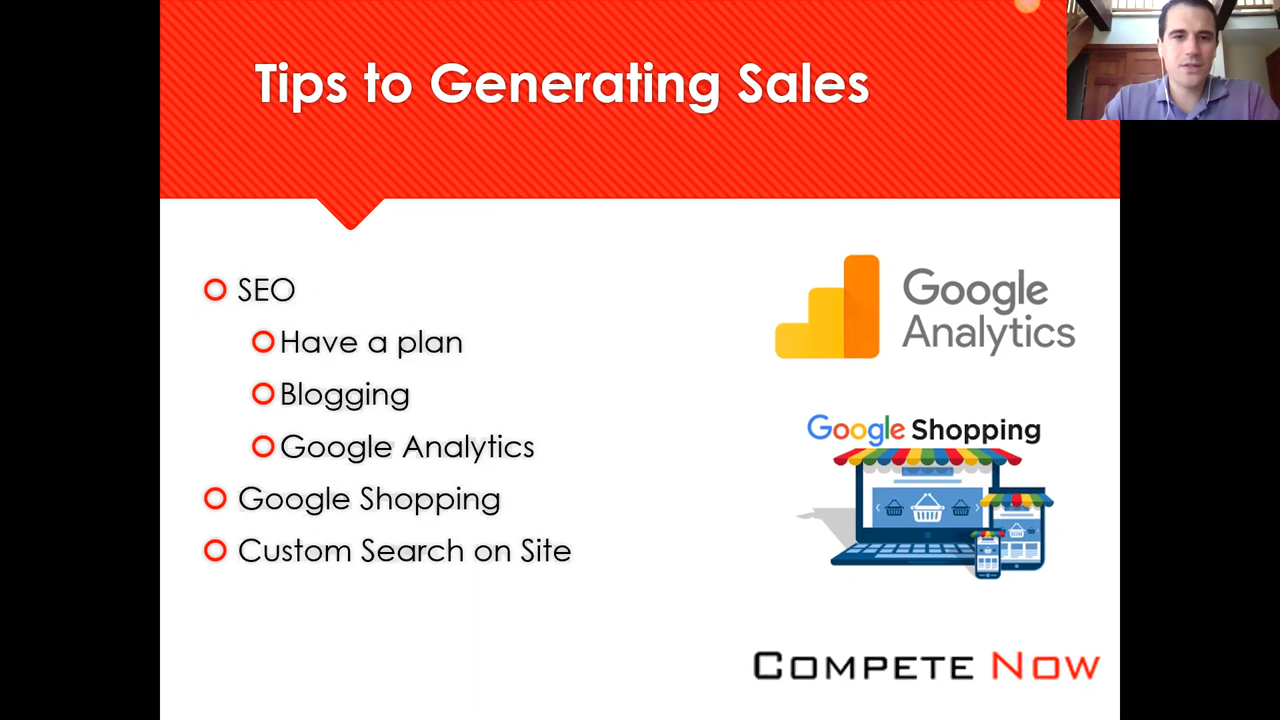 Tips to Generating Sales
SEO
Have a plan
Blogging
Google Analytics
Google Shopping
Custom Search on Site
Google
Analytics
Google Shopping
COMPETE NOW